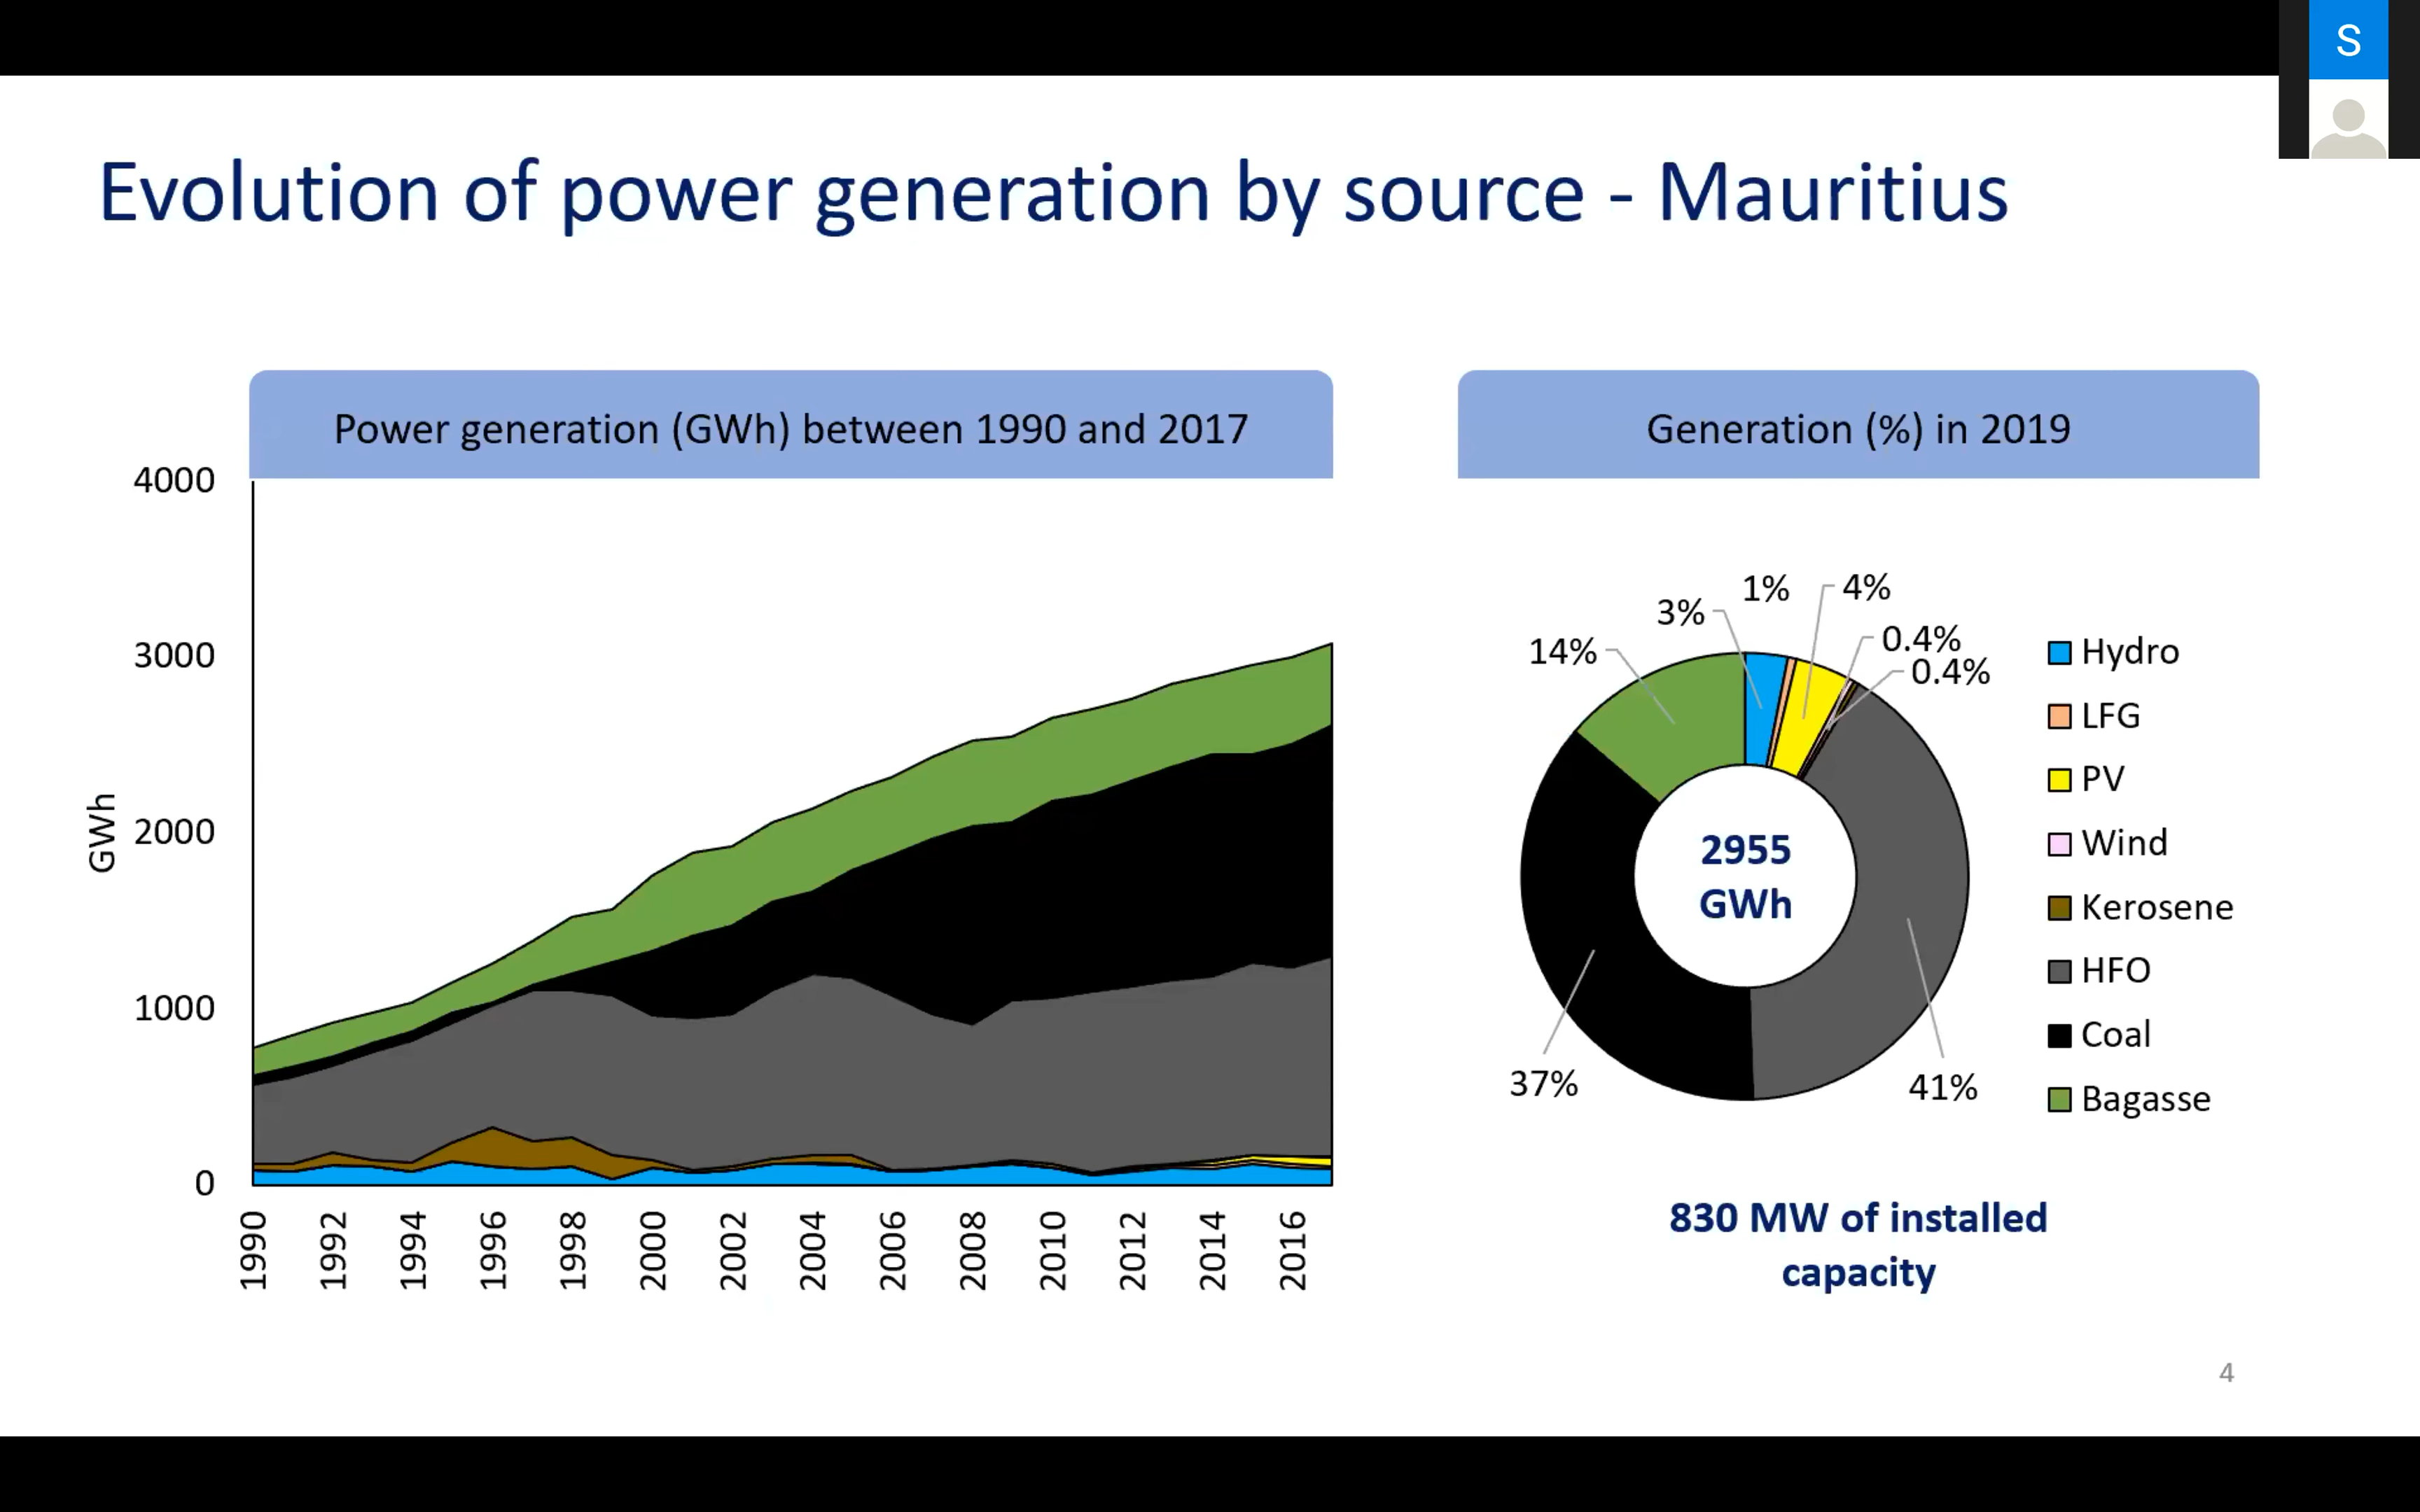 S
Evolution of power generation by source - Mauritius
Power generation (GWh) between 1990 and 2017
4000
3000
2000
1000
0
GWh
1990
1992
1994
1996
1998
2000
2002
2004
2006
2008
2010
2012
2014
2016
Generation (%) in 2019
14%
3%
1%
4%
0.4%
0.4%
37%
41%
2955
GWh
Hydro
LFG
PV
Wind
Kerosene
HFO
Coal
Bagasse
830 MW of installed
capacity
4